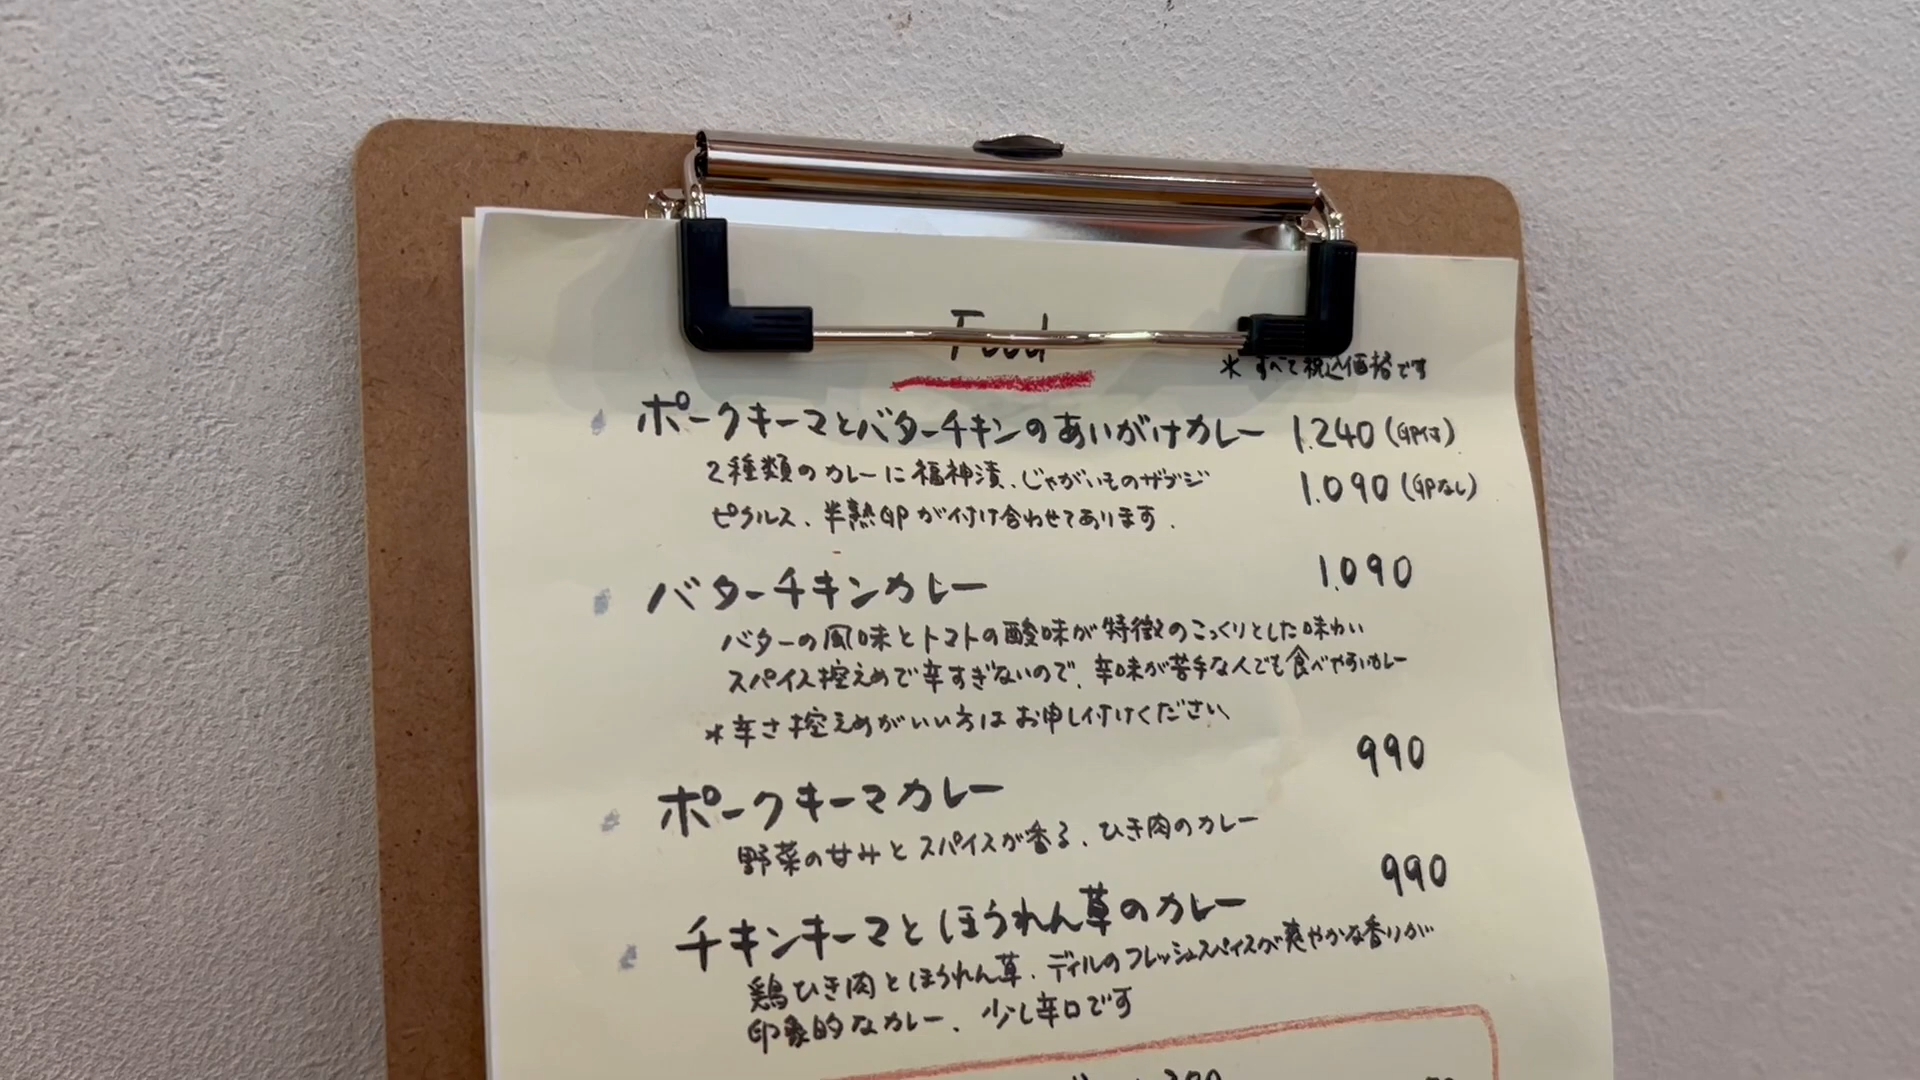 Food
* すべて税込価格です
ポークキーマとバターチキンのあいがけカレー 1.240 (GP付)
2種類のカレーに福神漬、じゃがいものサブジ 1.090 (GPなし)
ピクルス、半熟GPが付け合わせてあります.
バターチキンカレー 1.090
バターの風味とトマトの酸味が特徴のこっくりとした味わい
スパイス控えめで辛すぎないので、辛味が苦手な人でも食べやすいカレー
*辛さ控えめがいい方はお申し付けください
ポークキーマカレー 990
野菜の甘みとスパイスが香る、ひき肉のカレー
チキンキーマとほうれん草のカレー 990
鶏ひき肉とほうれん草、ディルのフレッシュスパイスが爽やかな香りが
印象的なカレー、少し辛口です